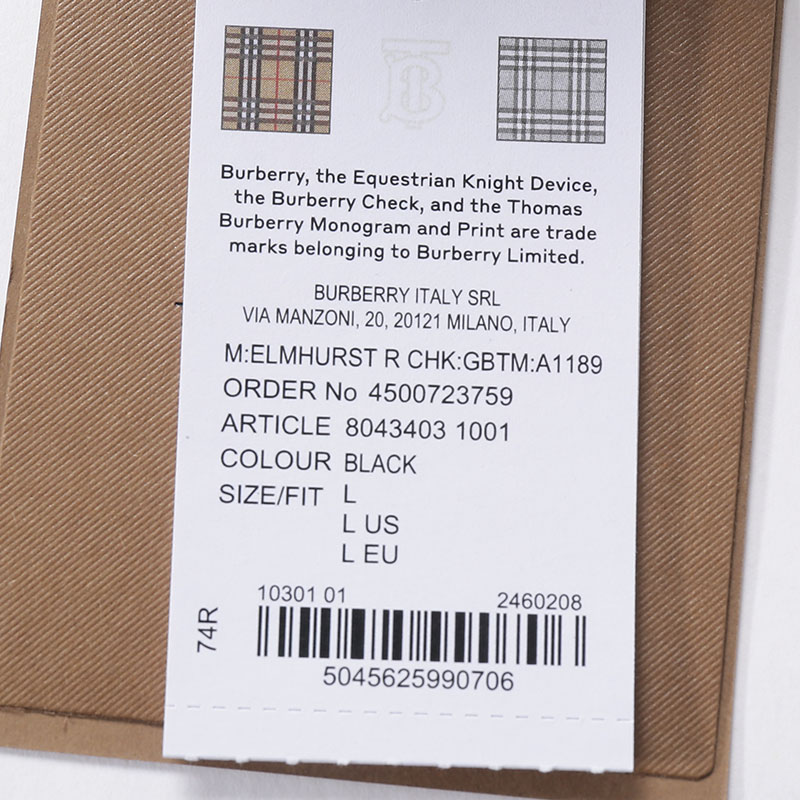 Burberry, the Equestrian Knight Device,
the Burberry Check, and the Thomas
Burberry Monogram and Print are trade
marks belonging to Burberry Limited.
BURBERRY ITALY SRL
VIA MANZONI, 20, 20121 MILANO, ITALY
M:ELMHURST R CHK:GBTM:A1189
ORDER No 4500723759
ARTICLE 8043403 1001
COLOUR BLACK
SIZE/FIT L
L US
L EU
10301 01 2460208
74R
5045625990706